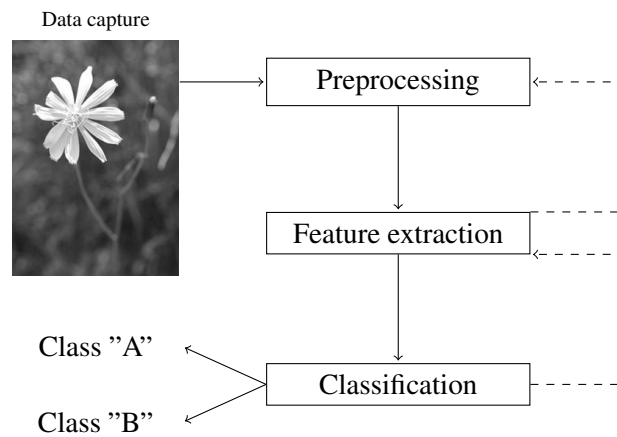 Data capture
Preprocessing
Feature extraction
Classification
Class ”A”
Class ”B”